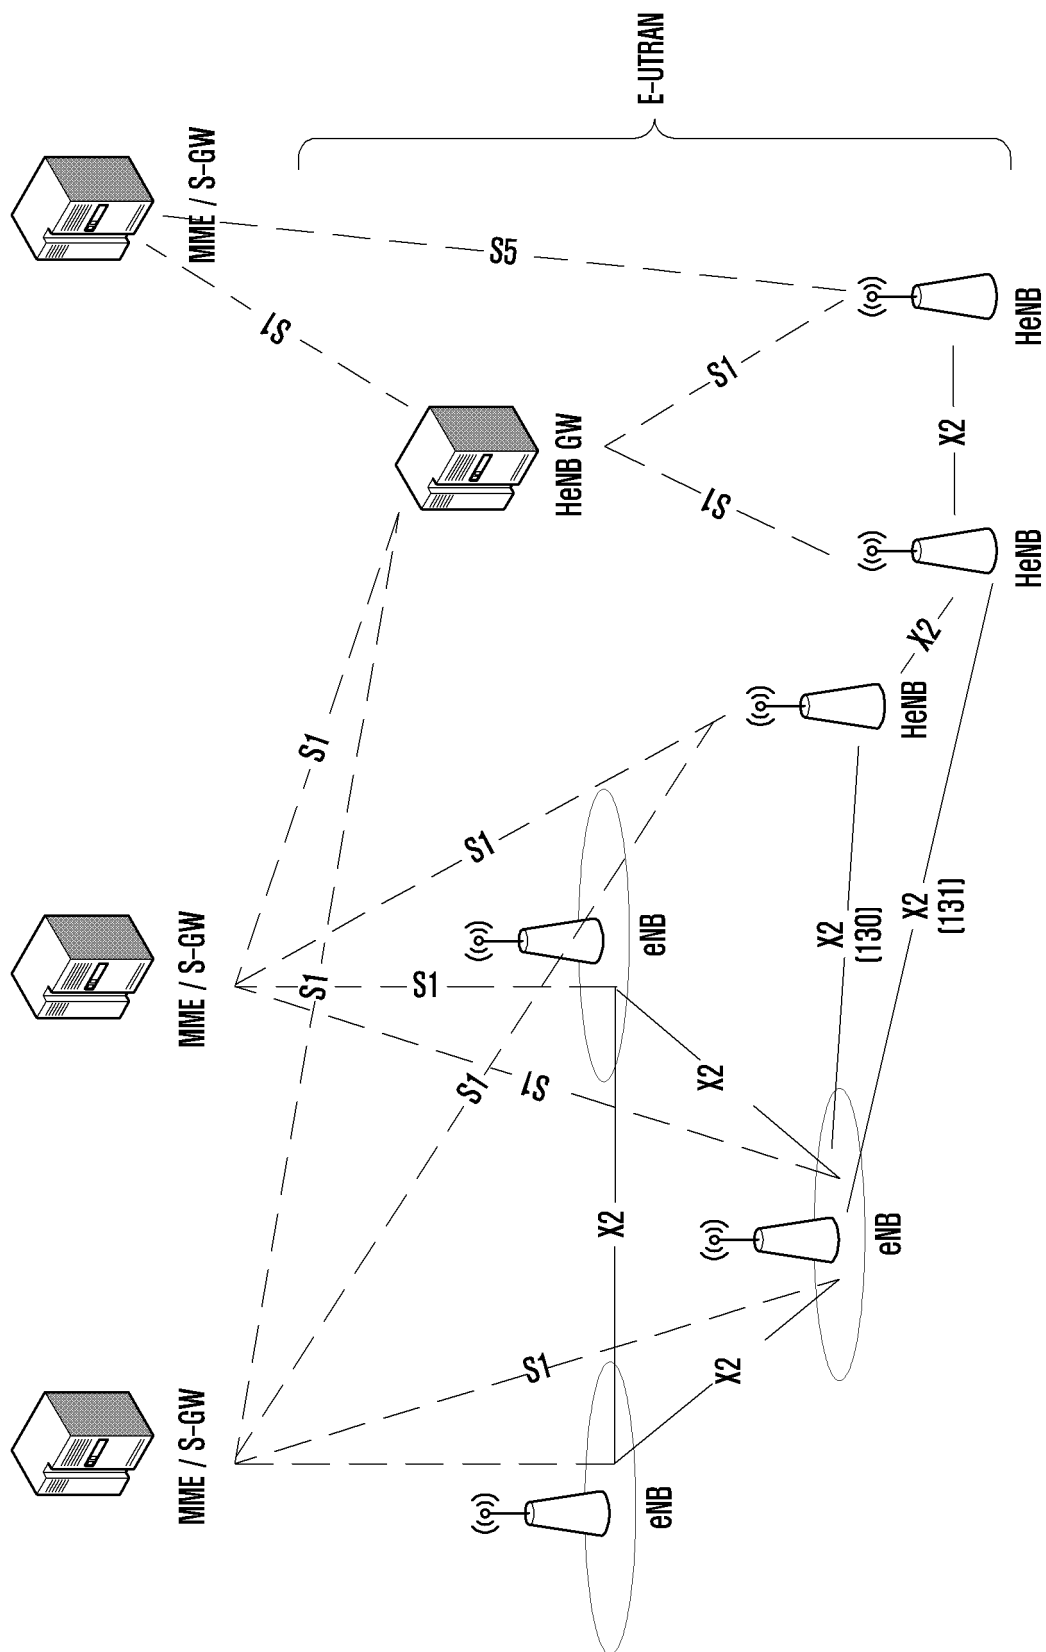 MME / S-GW
MME / S-GW
MME / S-GW
S1
S1
S1
S1
S1
S1
S5
S1
S1
HeNB GW
X2
E-UTRAN
eNB
eNB
X2
S1
S1
X2
X2
(130)
eNB
HeNB
X2
(131)
X2
X2
HeNB
HeNB